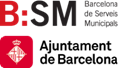 B:SM
Barcelona
de Serveis
Municipals
Ajuntament
de Barcelona